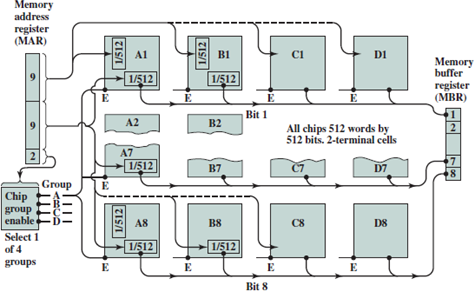 Memory
address
register
(MAR)
9
9
2
Group
Chip
group
enable
A
B
C
D
Select 1
of 4
groups
1/512
A1
1/512
E
1/512
B1
1/512
E
C1
E
D1
E
Bit 1
Memory
buffer
register
(MBR)
1
2
7
8
A2
B2
All chips 512 words by
512 bits. 2-terminal cells
A7
1/512
E
B7
C7
D7
1/512
A8
1/512
E
B8
1/512
E
C8
E
D8
E
Bit 8